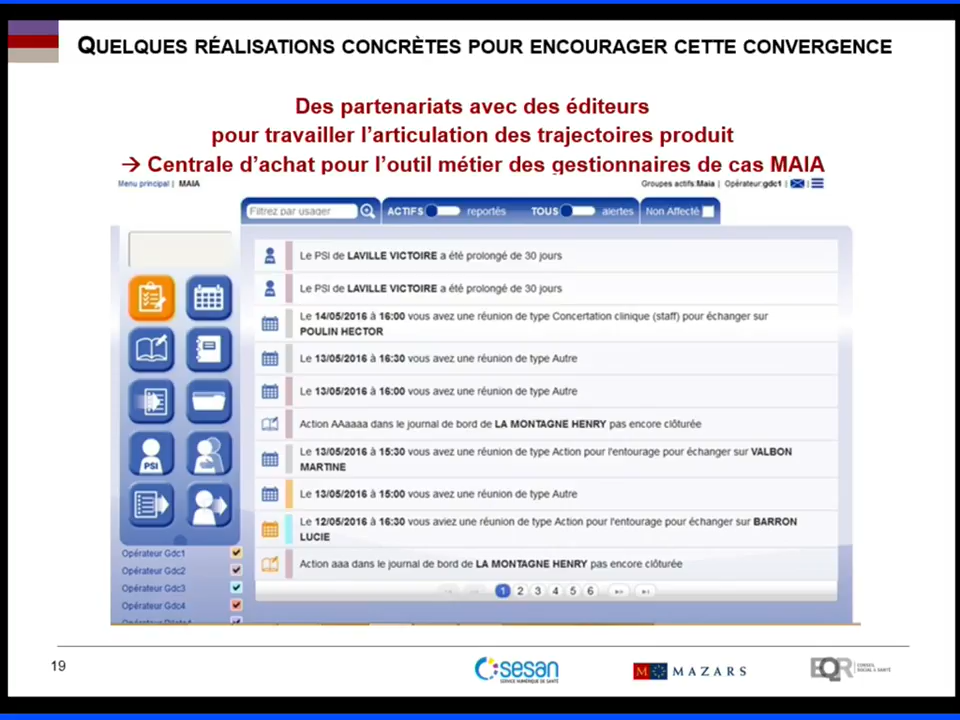 QUELQUES RÉALISATIONS CONCRÈTES POUR ENCOURAGER CETTE CONVERGENCE
Des partenariats avec des éditeurs
pour travailler l'articulation des trajectoires produit
→ Centrale d'achat pour l'outil métier des gestionnaires de cas MAIA
Menu principal | MAIA
Groupes actifs:Maia | Opérateur:gdc1
Filtrez par usager
ACTIFS reportés
TOUS alertes
Non Affecté
Le PSI de LAVILLE VICTOIRE a été prolongé de 30 jours
Le PSI de LAVILLE VICTOIRE a été prolongé de 30 jours
Le 14/05/2016 à 16:00 vous avez une réunion de type Concertation clinique (staff) pour échanger sur
POULIN HECTOR
Le 13/05/2016 à 16:30 vous avez une réunion de type Autre
Le 13/05/2016 à 16:00 vous avez une réunion de type Autre
Action AAaaaa dans le journal de bord de LA MONTAGNE HENRY pas encore clôturée
Le 13/05/2016 à 15:30 vous avez une réunion de type Action pour l'entourage pour échanger sur VALBON
MARTINE
Le 13/05/2016 à 15:00 vous avez une réunion de type Autre
Le 12/05/2016 à 16:30 vous aviez une réunion de type Action pour l'entourage pour échanger sur BARRON
LUCIE
Action aaa dans le journal de bord de LA MONTAGNE HENRY pas encore clôturée
1 2 3 4 5 6
PSI
Opérateur Gdc1
Opérateur Gdc2
Opérateur Gdc3
Opérateur Gdc4
Opérateur Pilote1
19
sesan
SERVICE NUMÉRIQUE DE SANTÉ
M MAZARS
EQR CONSEIL
SOCIAL & SANTÉ